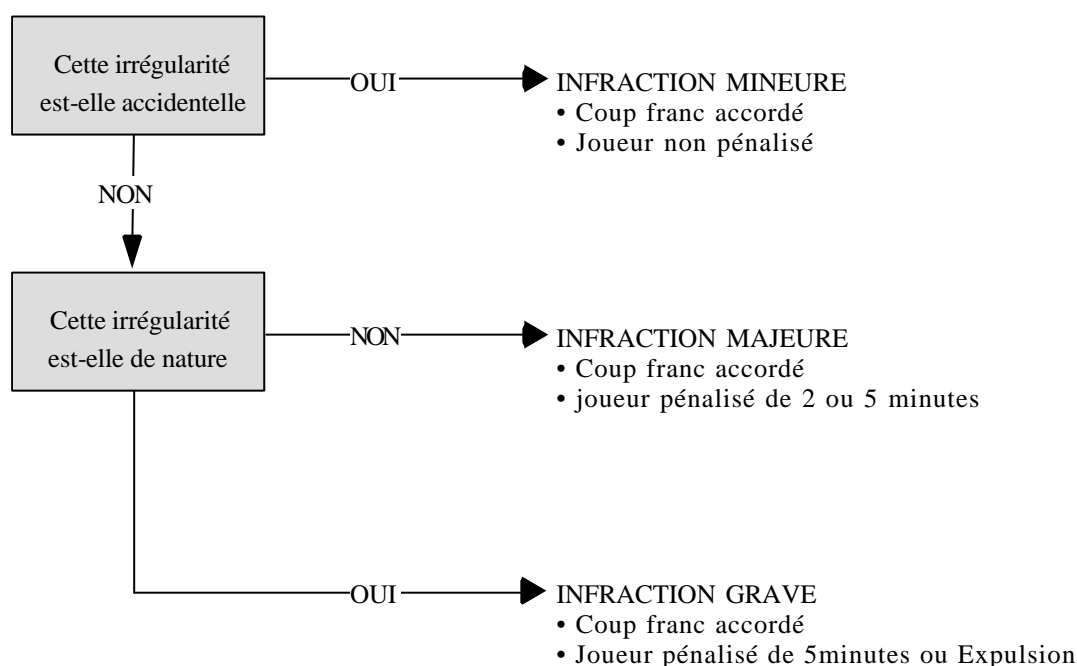 Cette irrégularité
est-elle accidentelle
OUI
INFRACTION MINEURE
• Coup franc accordé
• Joueur non pénalisé
NON
Cette irrégularité
est-elle de nature
NON
INFRACTION MAJEURE
• Coup franc accordé
• joueur pénalisé de 2 ou 5 minutes
OUI
INFRACTION GRAVE
• Coup franc accordé
• Joueur pénalisé de 5minutes ou Expulsion